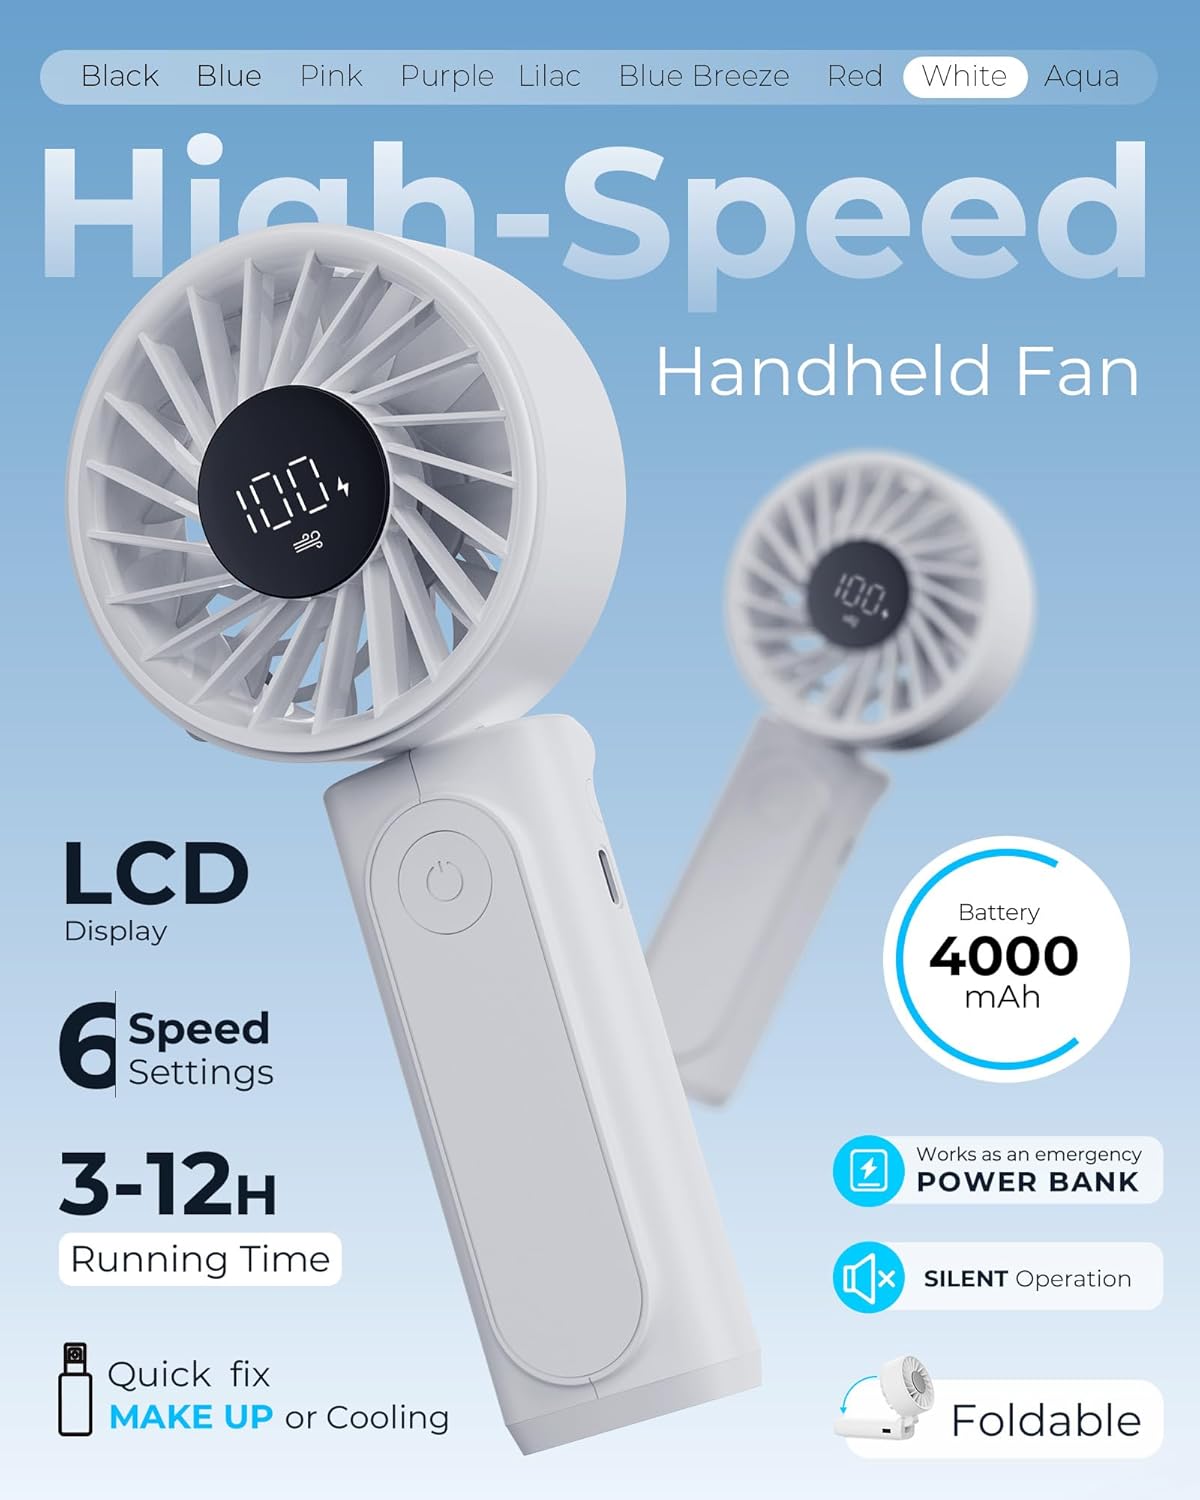 Black Blue Pink Purple Lilac Blue Breeze Red White Aqua
High-Speed
Handheld Fan
100
100
LCD
Display
6 Speed
Settings
3-12H
Running Time
Quick fix
MAKE UP or Cooling
Battery
4000
mAh
Works as an emergency
POWER BANK
SILENT Operation
Foldable